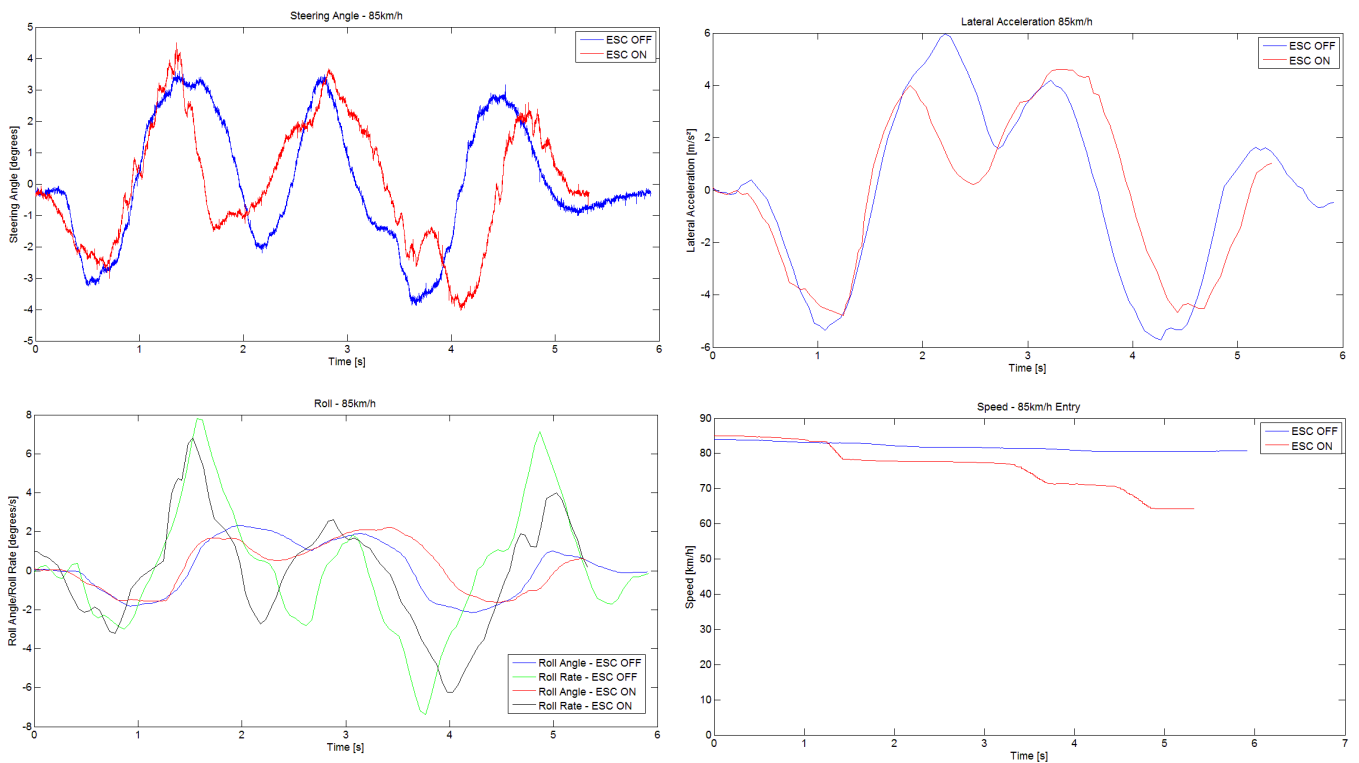 Steering Angle - 85km/h
5
4
3
2
1
0
-1
-2
-3
-4
-5
Steering Angle [degrees]
ESC OFF
ESC ON
0 1 2 3 4 5 6
Time [s]
Lateral Acceleration 85km/h
6
4
2
0
-2
-4
-6
Lateral Acceleration [m/s²]
ESC OFF
ESC ON
0 1 2 3 4 5 6
Time [s]
Roll - 85km/h
8
6
4
2
0
-2
-4
-6
-8
Roll Angle/Roll Rate [degrees/s]
Roll Angle - ESC OFF
Roll Rate - ESC OFF
Roll Angle - ESC ON
Roll Rate - ESC ON
0 1 2 3 4 5 6
Time [s]
Speed - 85km/h Entry
90
80
70
60
50
40
30
20
10
0
Speed [km/h]
ESC OFF
ESC ON
0 1 2 3 4 5 6 7
Time [s]